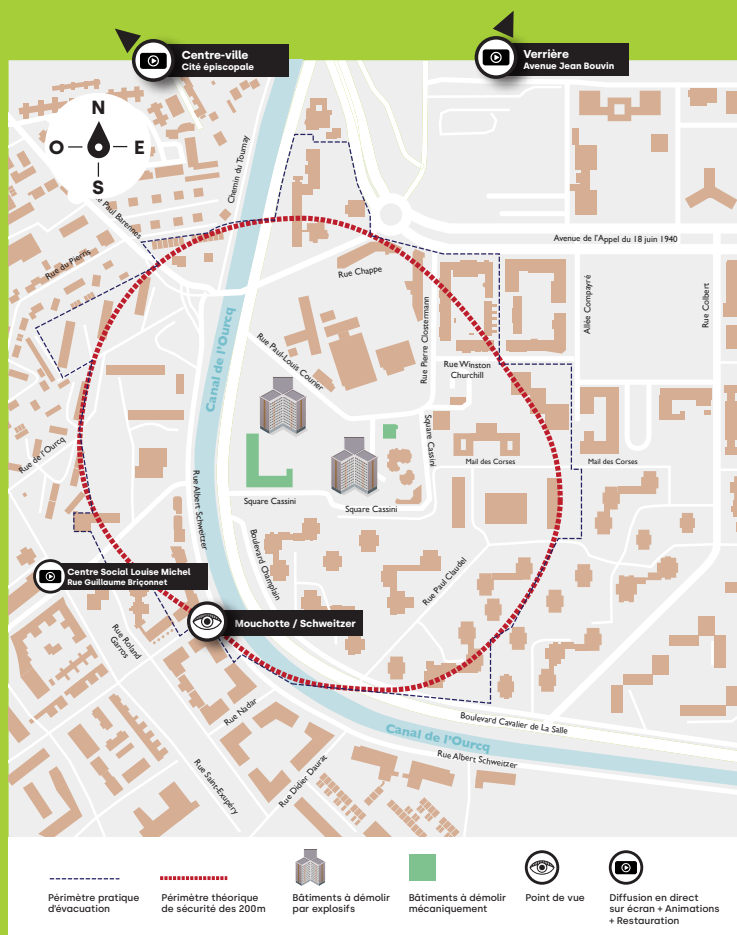 Centre-ville
Cité épiscopale
Verrière
Avenue Jean Bouvin
N
O
E
S
Chemin du Tournay
Paul Barennes
Rue du Pierris
Avenue de l'Appel du 18 juin 1940
Rue Chappe
Allée Compayré
Rue Colbert
Canal de l'Ourcq
Rue Paul-Louis Courier
Rue Pierre Clostermann
Rue Winston
Churchill
Square Cassini
Mail des Corses
Mail des Corses
Rue de l'Ourcq
Rue Albert Schweitzer
Square Cassini
Square Cassini
Boulevard Champlain
Rue Paul Claudel
Centre Social Louise Michel
Rue Guillaume Briçonnet
Mouchotte / Schweitzer
Rue Roland
Garros
Rue Nadar
Boulevard Cavalier de La Salle
Canal de l'Ourcq
Rue Albert Schweitzer
Rue Saint-Exupéry
Rue Didier Daurat
Périmètre pratique
d'évacuation
Périmètre théorique
de sécurité des 200m
Bâtiments à démolir
par explosifs
Bâtiments à démolir
mécaniquement
Point de vue
Diffusion en direct
sur écran + Animations
+ Restauration